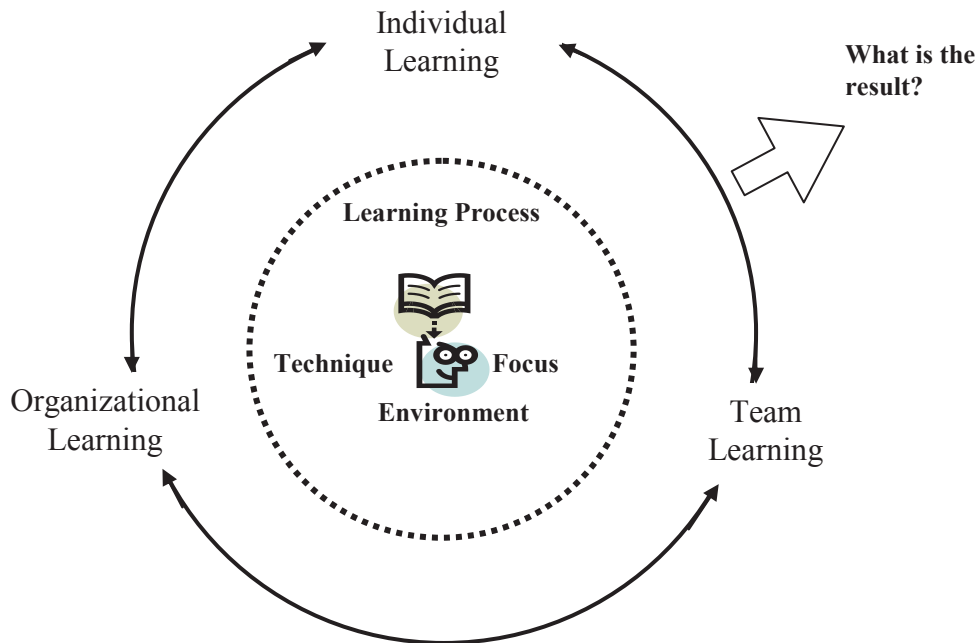 Individual
Learning
What is the
result?
Learning Process
Technique
Focus
Environment
Organizational
Learning
Team
Learning